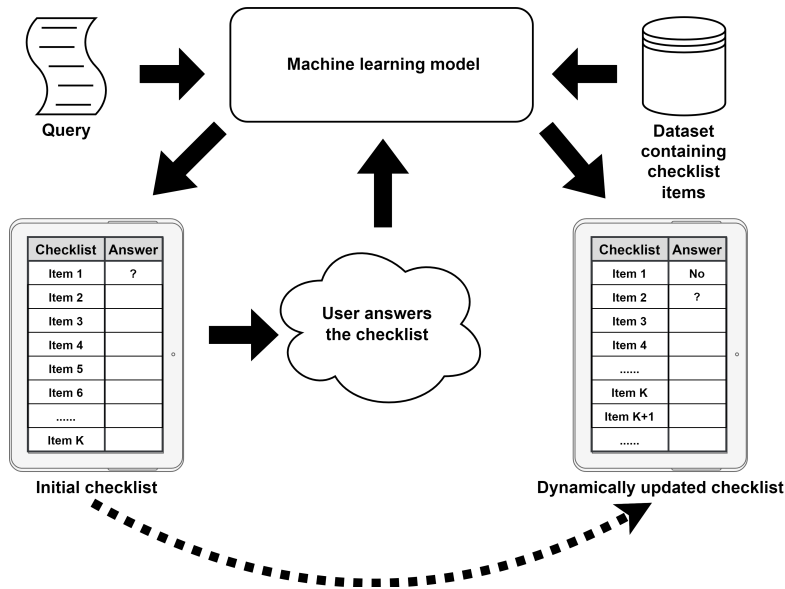 Machine learning model
Query
Dataset
containing
checklist
items
Checklist Answer
Item 1 ?
Item 2
Item 3
Item 4
Item 5
Item 6
......
Item K
Initial checklist
User answers
the checklist
Checklist Answer
Item 1 No
Item 2 ?
Item 3
Item 4
......
Item K
Item K+1
......
Dynamically updated checklist